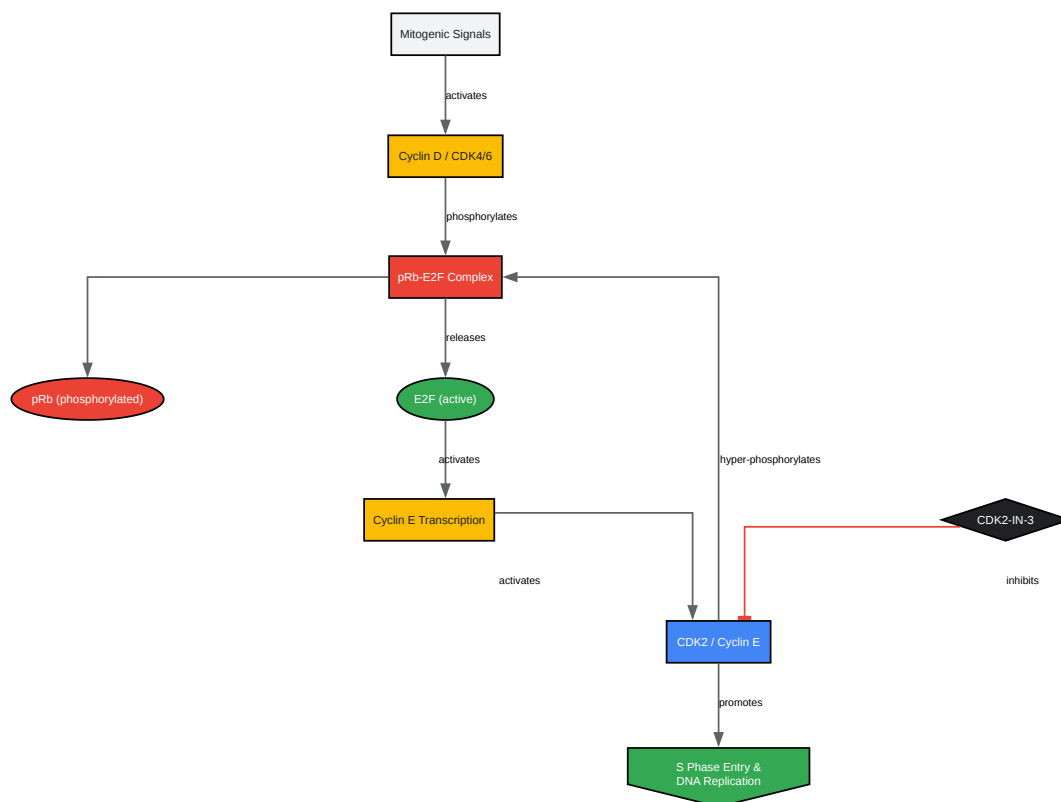 Mitogenic Signals
activates
Cyclin D / CDK4/6
phosphorylates
pRb-E2F Complex
releases
pRb (phosphorylated)
E2F (active)
activates
hyper-phosphorylates
Cyclin E Transcription
CDK2-IN-3
activates
inhibits
CDK2 / Cyclin E
promotes
S Phase Entry &
DNA Replication